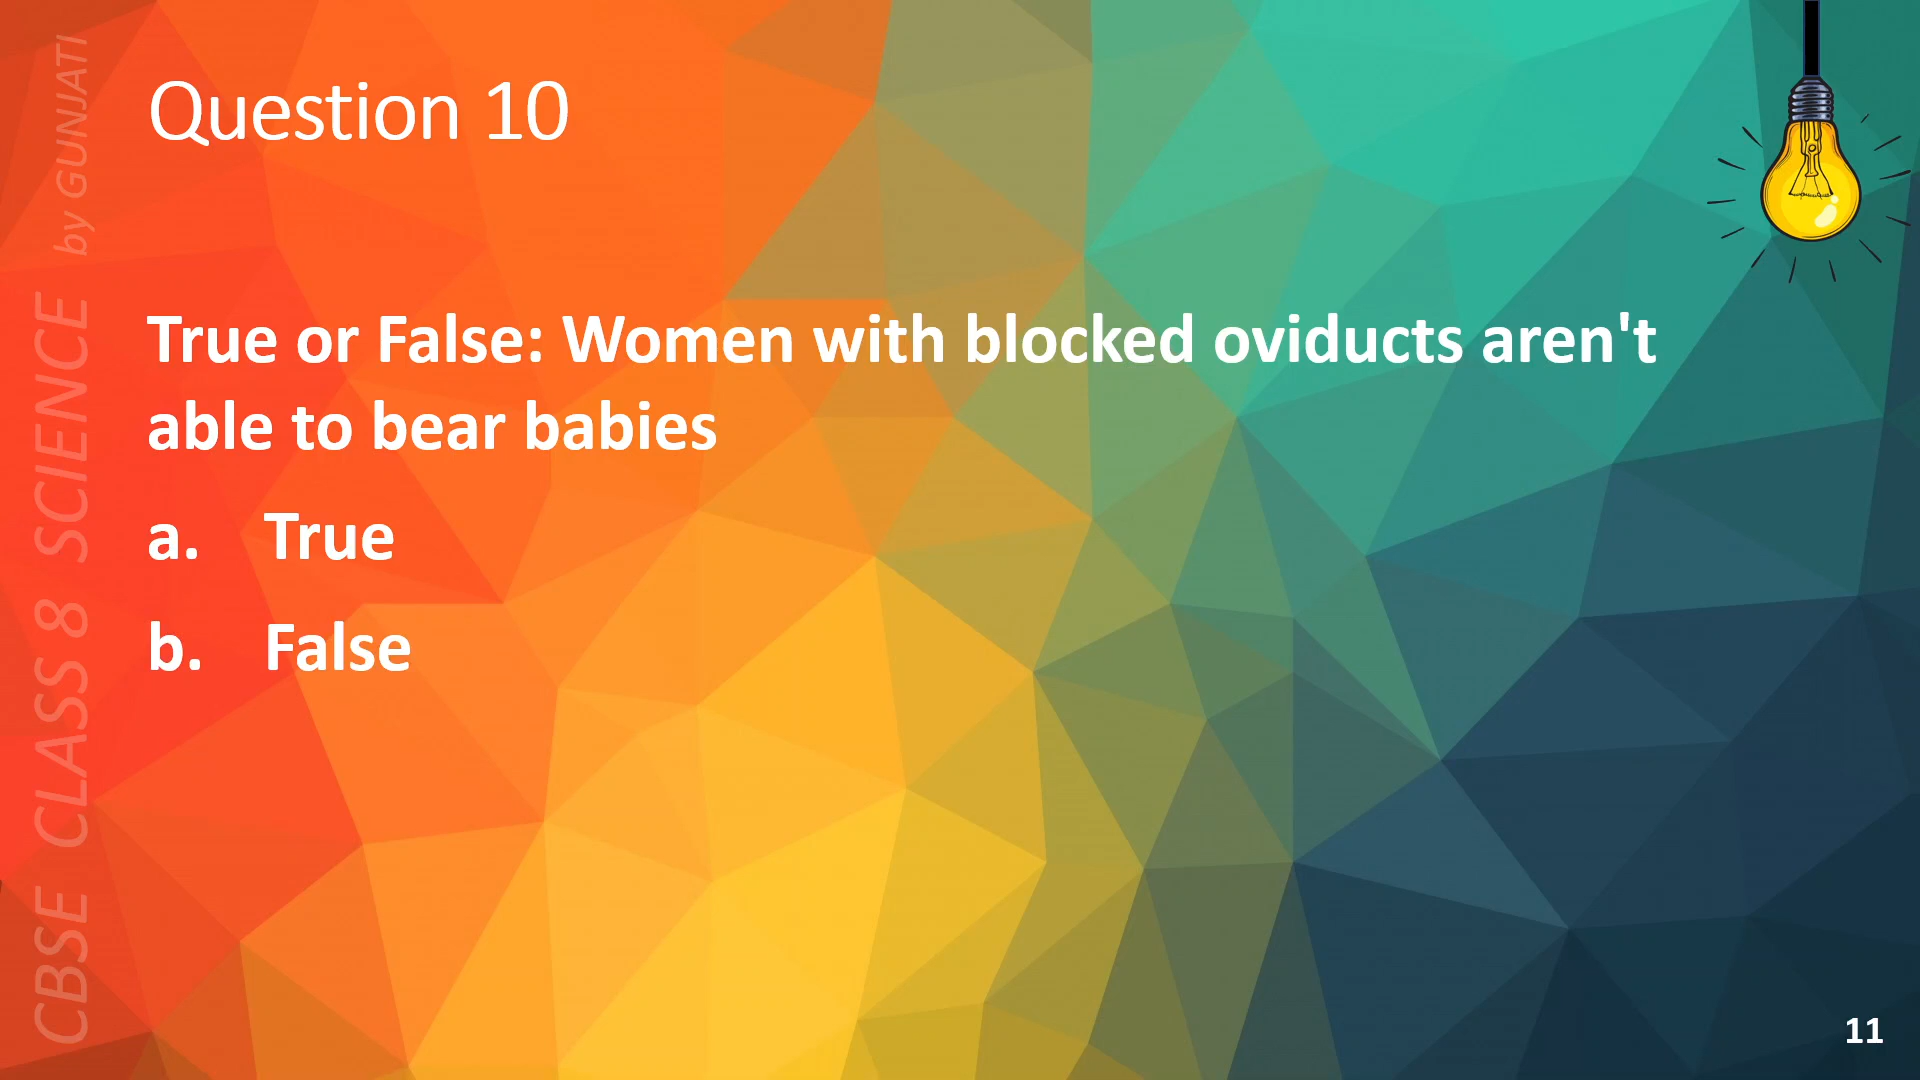 Question 10
True or False: Women with blocked oviducts aren't
able to bear babies
a. True
b. False
CBSE CLASS 8 SCIENCE by GUNJATI
11